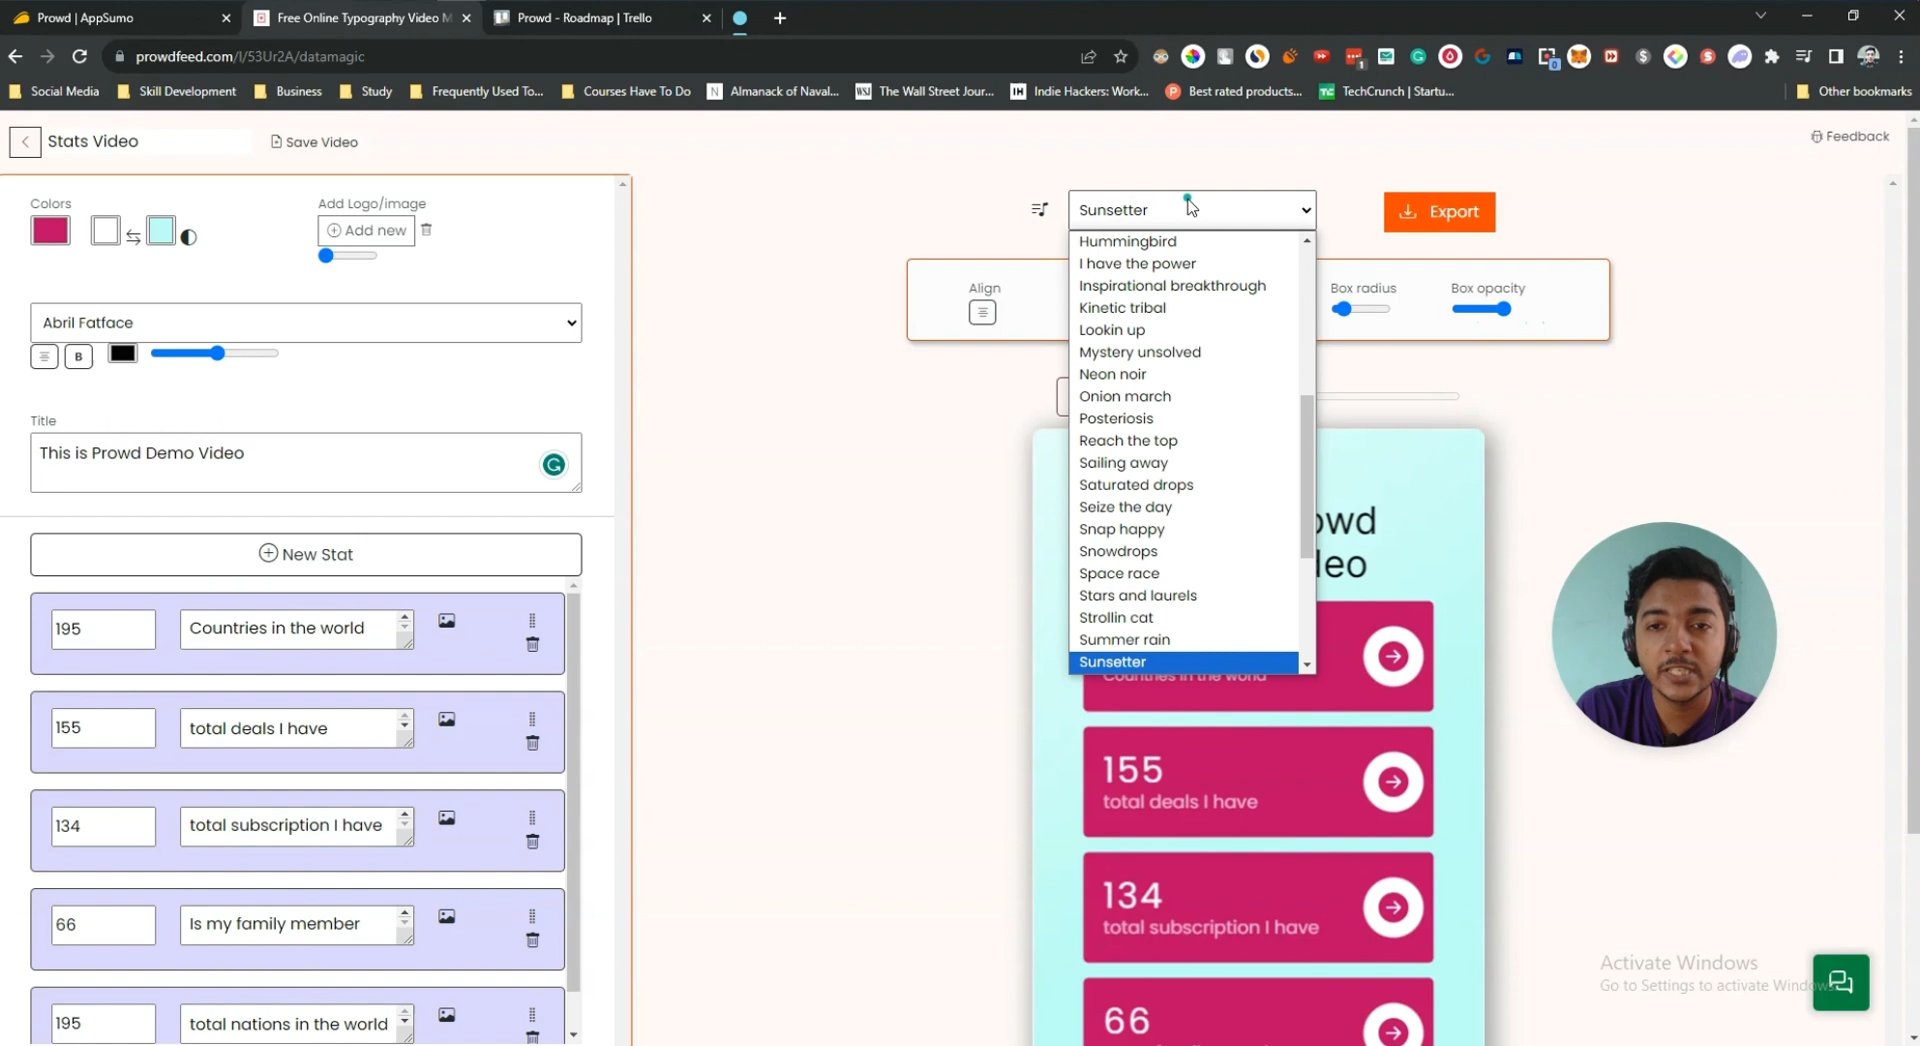 Prowd | AppSumo
Free Online Typography Video M
Prowd - Roadmap | Trello
prowdfeed.com/l/53Ur2A/datamagic
Social Media
Skill Development
Business
Study
Frequently Used To...
Courses Have To Do
Almanack of Naval...
The Wall Street Jour...
Indie Hackers: Work...
Best rated products...
TechCrunch | Startu...
Other bookmarks
Stats Video
Save Video
Feedback
Colors
Add Logo/image
Add new
Abril Fatface
B
Title
This is Prowd Demo Video
New Stat
195
Countries in the world
155
total deals I have
134
total subscription I have
66
Is my family member
195
total nations in the world
Sunsetter
Export
Align
Box radius
Box opacity
Hummingbird
I have the power
Inspirational breakthrough
Kinetic tribal
Lookin up
Mystery unsolved
Neon noir
Onion march
Posteriosis
Reach the top
Sailing away
Saturated drops
Seize the day
Snap happy
Snowdrops
Space race
Stars and laurels
Strollin cat
Summer rain
Sunsetter
owd
leo
Countries in the world
155
total deals I have
134
total subscription I have
66
Activate Windows
Go to Settings to activate Windows